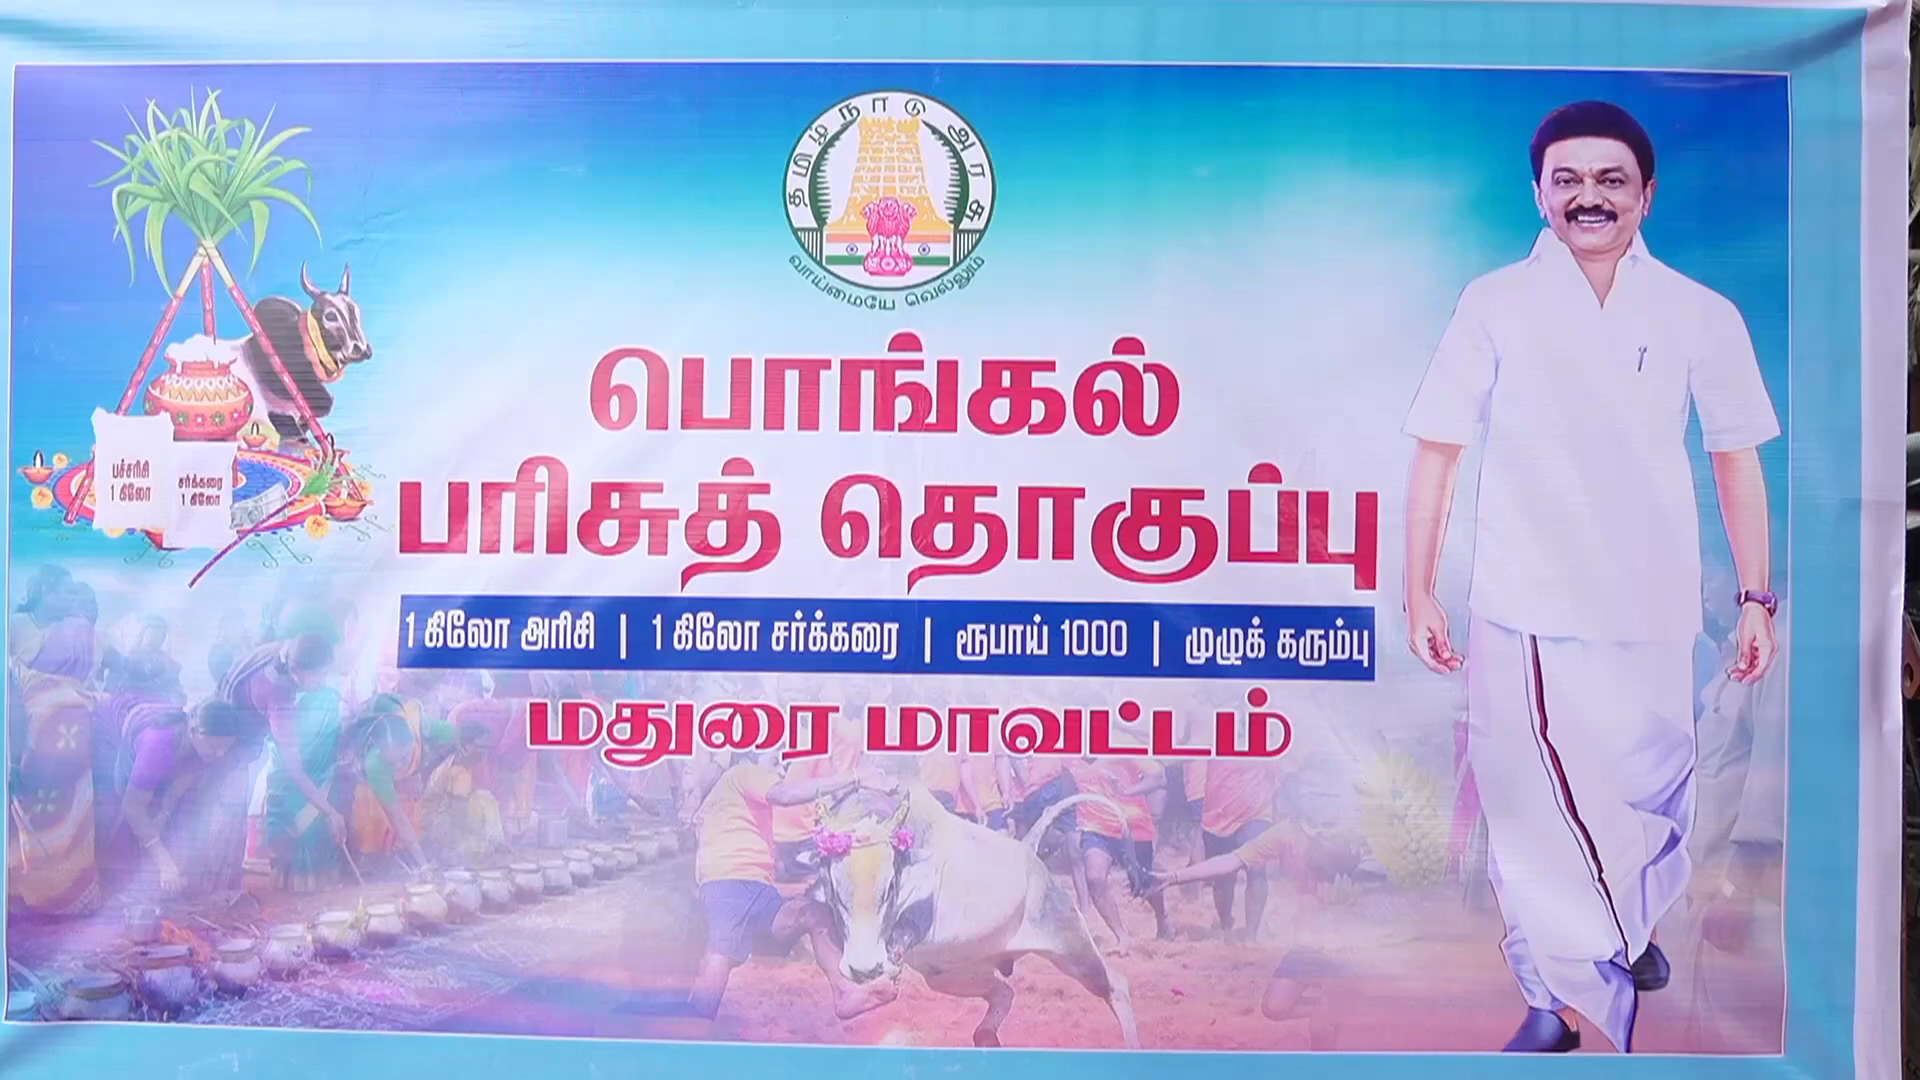 தமிழ்நாடு அரசு
வாய்மையே வெல்லும்
பொங்கல்
பரிசுத் தொகுப்பு
பச்சரிசி
1 கிலோ
சர்க்கரை
1 கிலோ
1 கிலோ அரிசி | 1 கிலோ சர்க்கரை | ரூபாய் 1000 | முழுக் கரும்பு
மதுரை மாவட்டம்